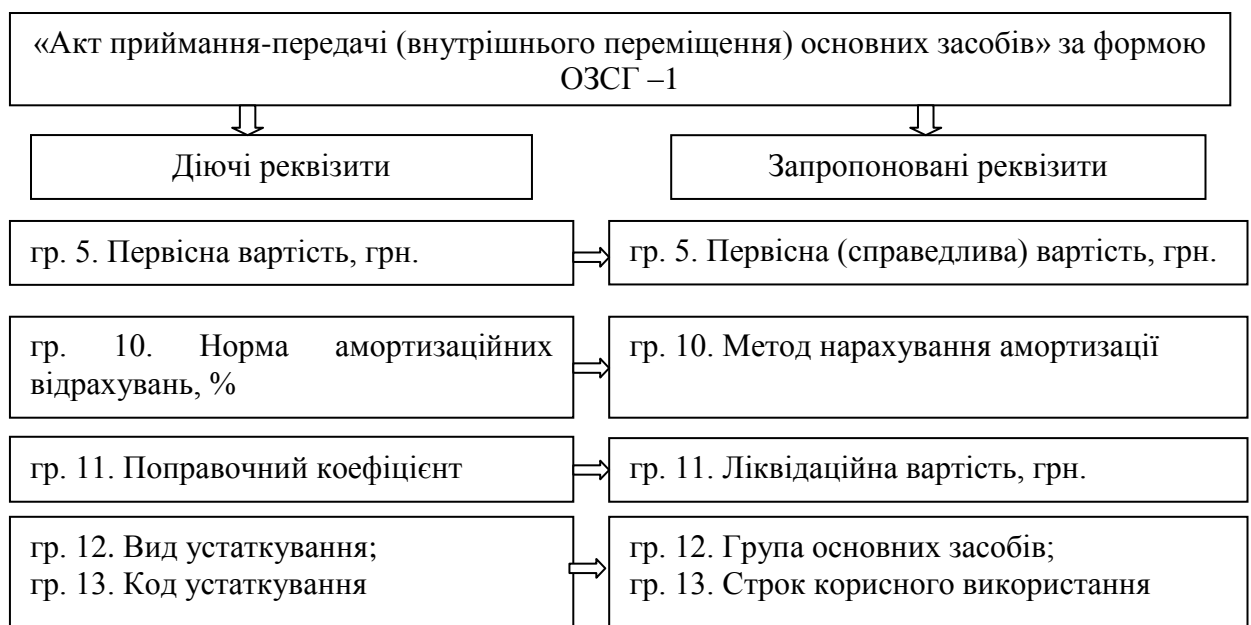 «Акт приймання-передачі (внутрішнього переміщення) основних засобів» за формою
ОЗСГ –1
Діючі реквізити
Запропоновані реквізити
гр. 5. Первісна вартість, грн.
гр. 5. Первісна (справедлива) вартість, грн.
гр. 10. Норма амортизаційних
відрахувань, %
гр. 10. Метод нарахування амортизації
гр. 11. Поправочний коефіцієнт
гр. 11. Ліквідаційна вартість, грн.
гр. 12. Вид устаткування;
гр. 13. Код устаткування
гр. 12. Група основних засобів;
гр. 13. Строк корисного використання